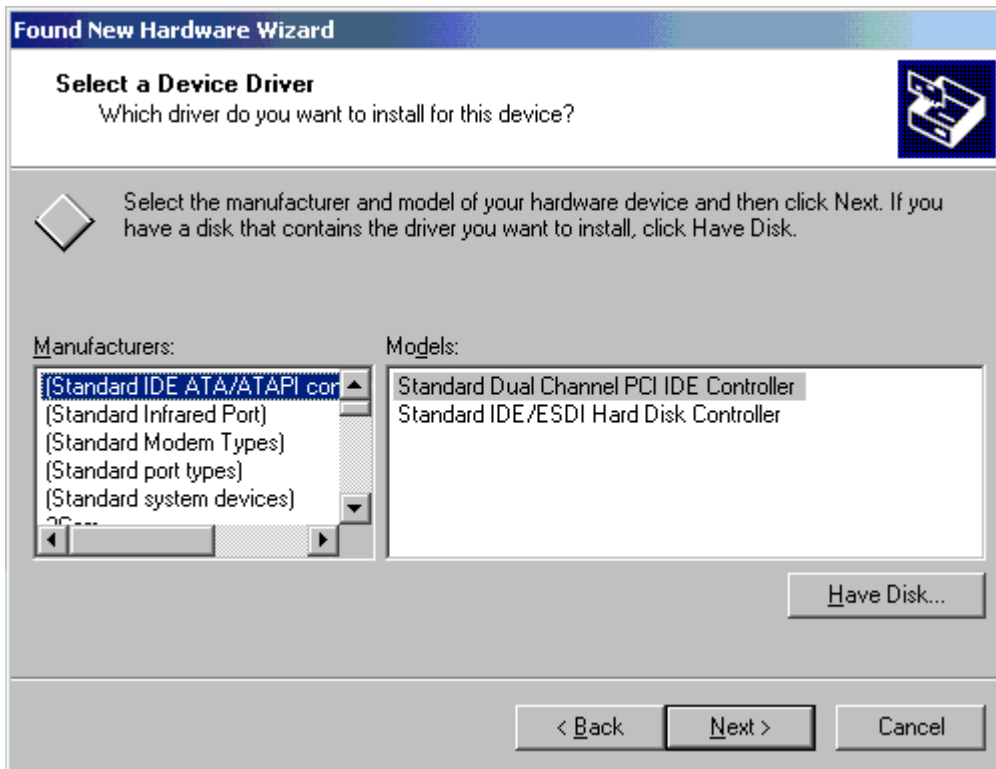 Found New Hardware Wizard
Select a Device Driver
Which driver do you want to install for this device?
Select the manufacturer and model of your hardware device and then click Next. If you
have a disk that contains the driver you want to install, click Have Disk.
Manufacturers:
(Standard IDE ATA/ATAPI con
(Standard Infrared Port)
(Standard Modem Types)
(Standard port types)
(Standard system devices)
Models:
Standard Dual Channel PCI IDE Controller
Standard IDE/ESDI Hard Disk Controller
Have Disk...
< Back
Next >
Cancel